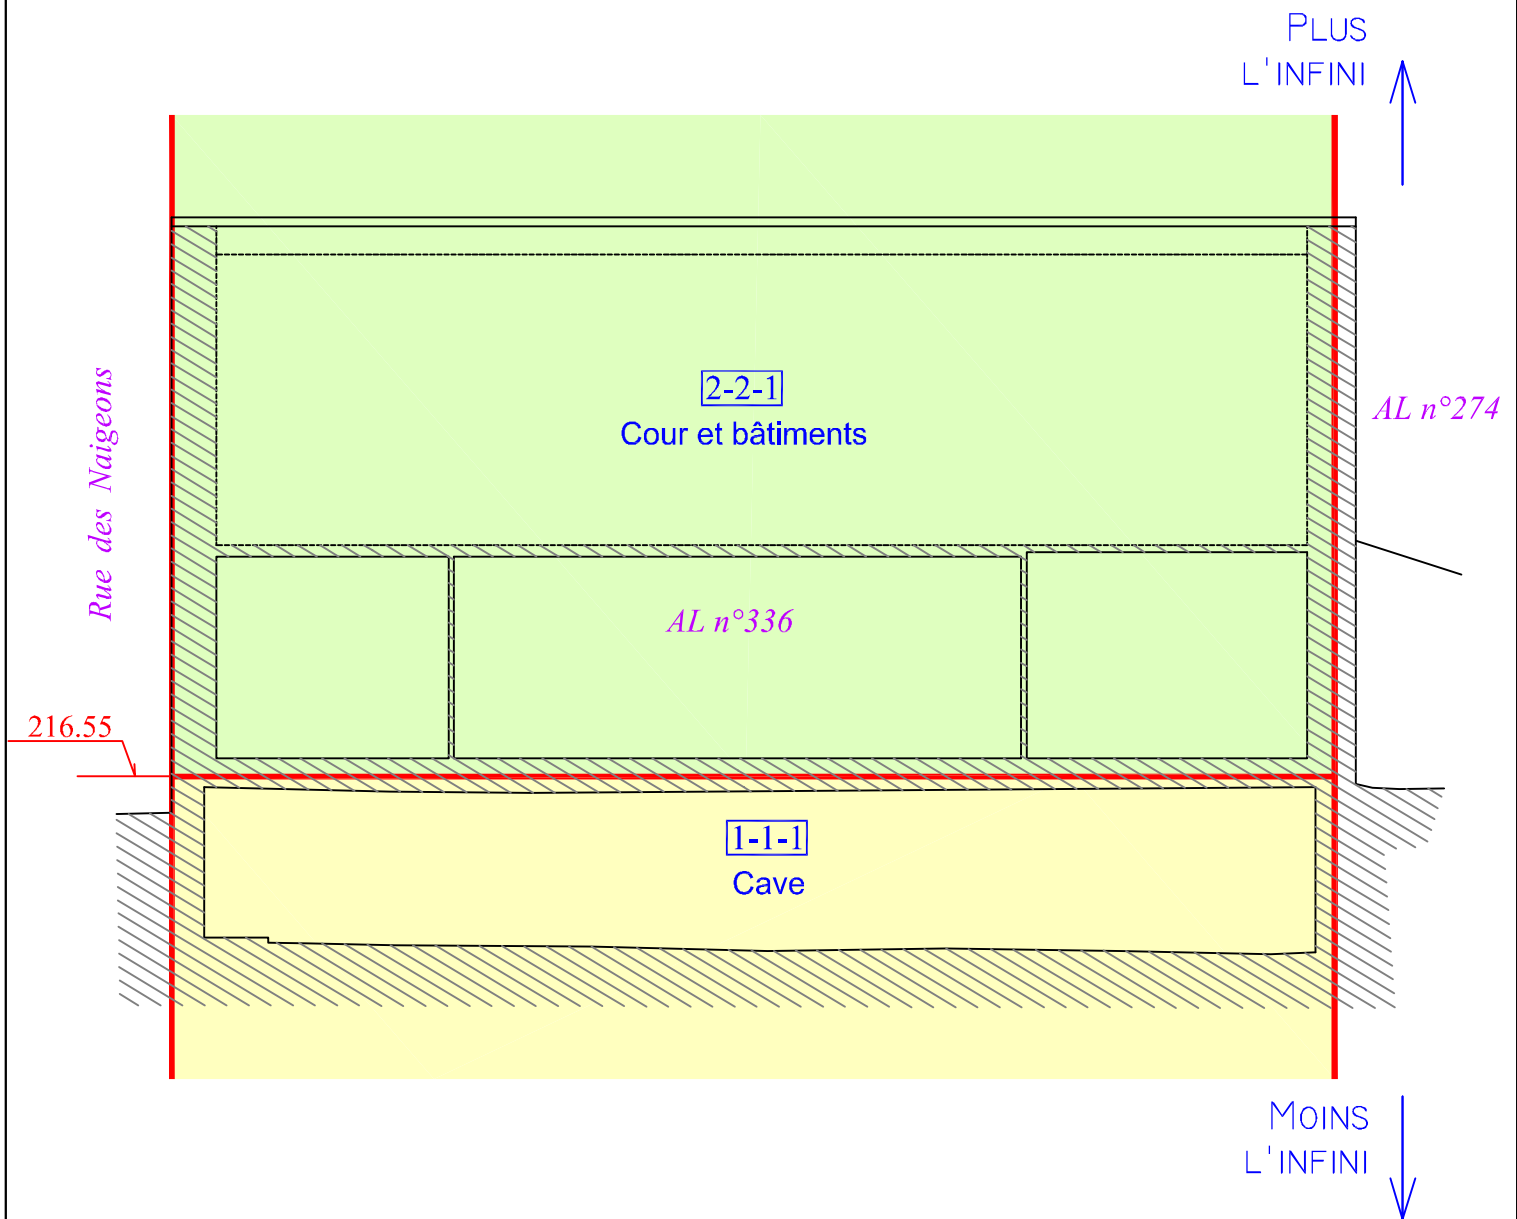 PLUS
L'INFINI
2-2-1
Cour et bâtiments
AL n°274
Rue des Naigeons
AL n°336
216.55
1-1-1
Cave
MOINS
L'INFINI